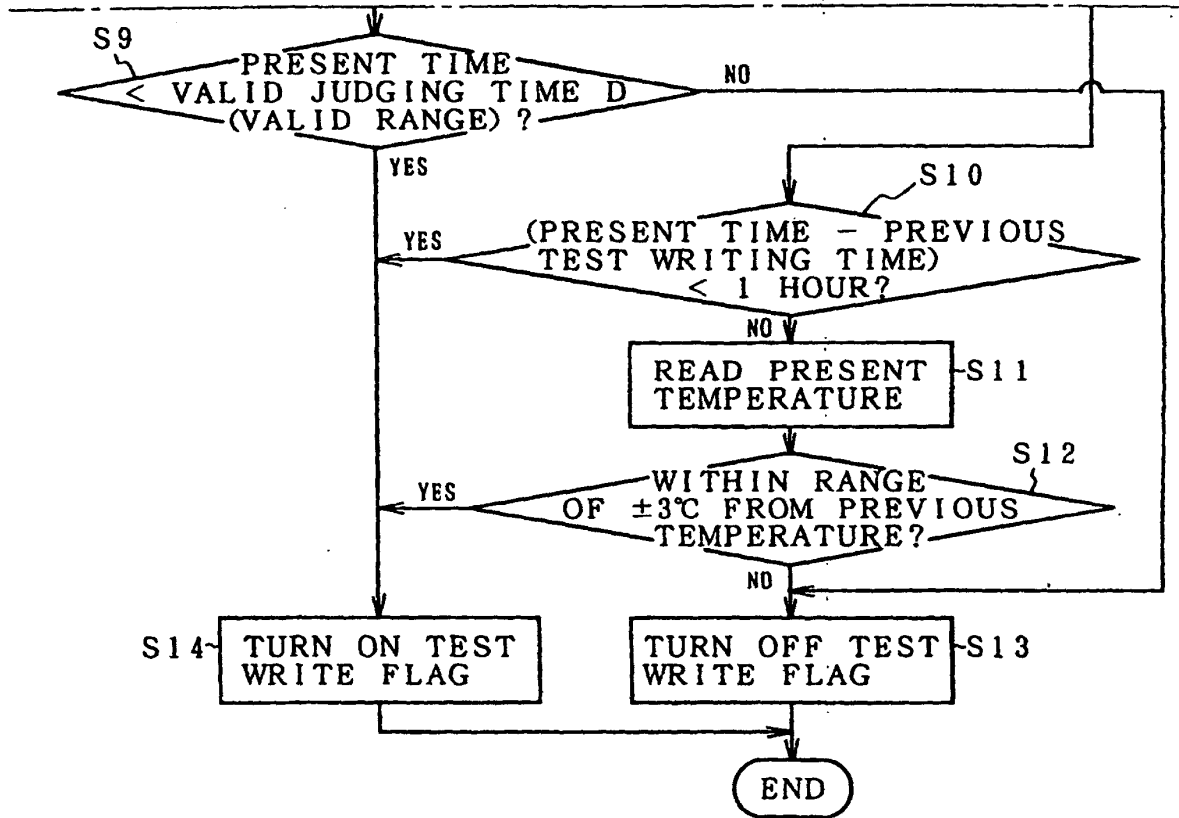 S9
PRESENT TIME
< VALID JUDGING TIME D
(VALID RANGE) ?
NO
YES
S10
(PRESENT TIME - PREVIOUS
TEST WRITING TIME)
< 1 HOUR?
YES
NO
READ PRESENT
TEMPERATURE
S11
S12
WITHIN RANGE
OF ±3℃ FROM PREVIOUS
TEMPERATURE?
YES
NO
S14
TURN ON TEST
WRITE FLAG
TURN OFF TEST
WRITE FLAG
S13
END